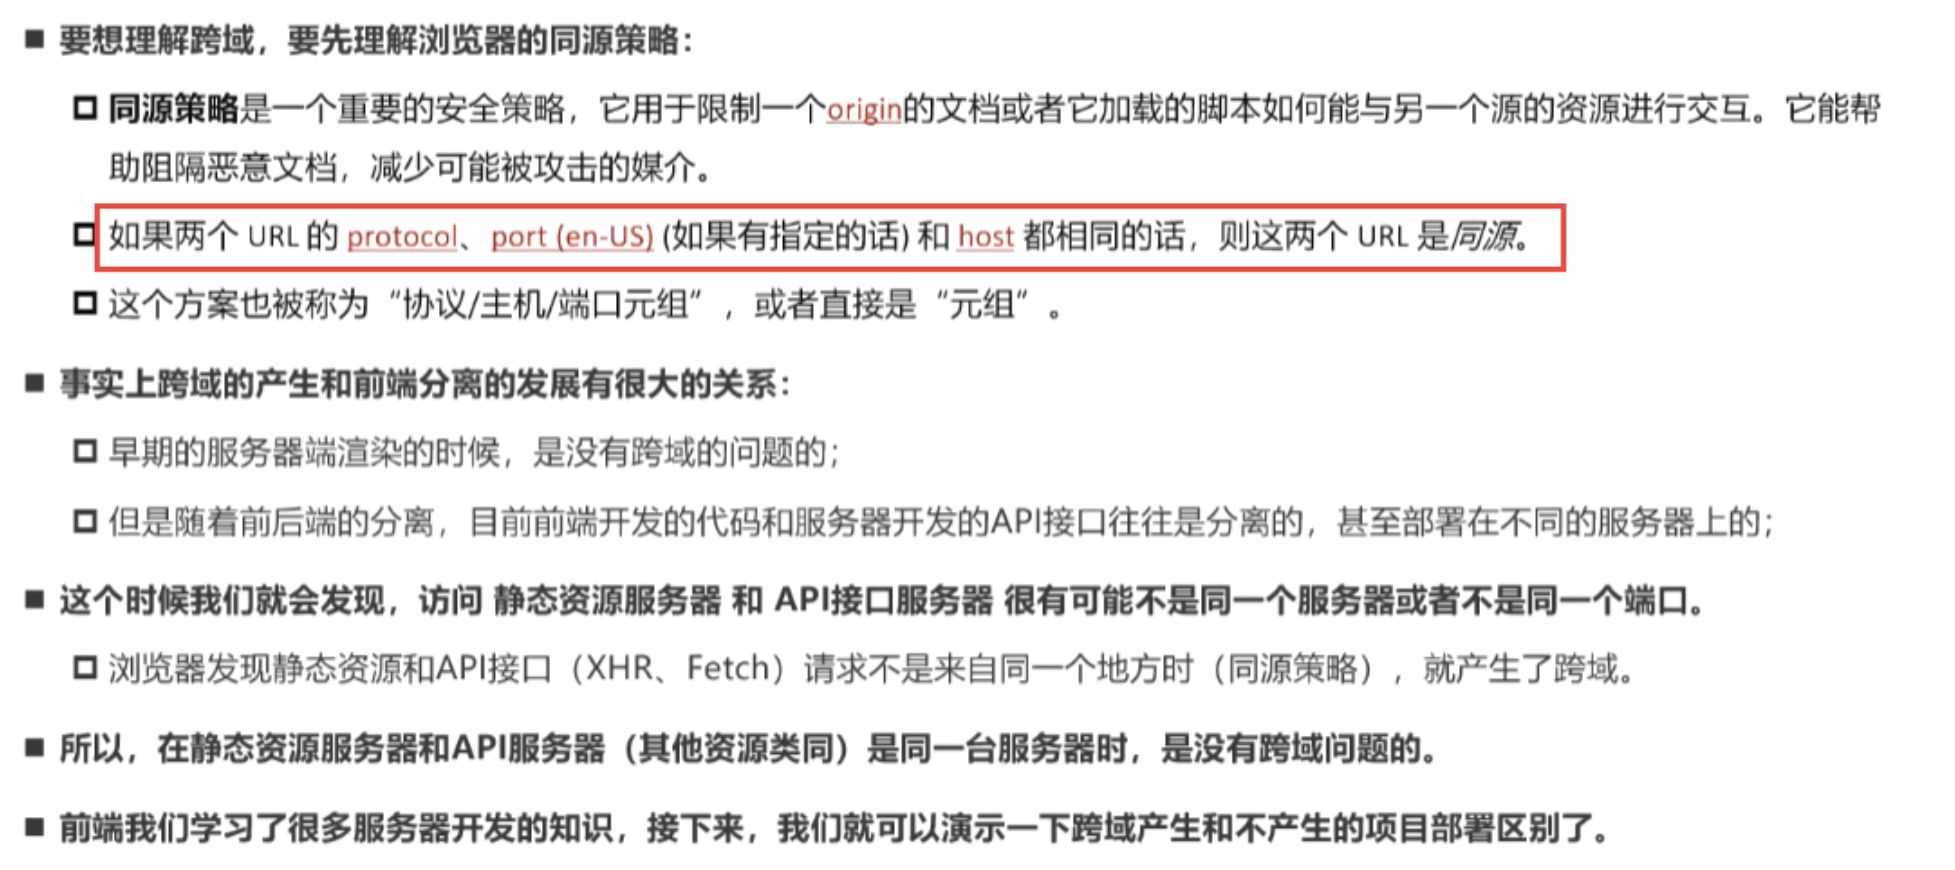 要想理解跨域，要先理解浏览器的同源策略：
同源策略是一个重要的安全策略，它用于限制一个origin的文档或者它加载的脚本如何能与另一个源的资源进行交互。它能帮
助阻隔恶意文档，减少可能被攻击的媒介。
如果两个 URL 的 protocol、port (en-US) (如果有指定的话) 和 host 都相同的话，则这两个 URL 是同源。
这个方案也被称为“协议/主机/端口元组”，或者直接是“元组”。
事实上跨域的产生和前端分离的发展有很大的关系：
早期的服务器端渲染的时候，是没有跨域的问题的；
但是随着前后端的分离，目前前端开发的代码和服务器开发的API接口往往是分离的，甚至部署在不同的服务器上的；
这个时候我们就会发现，访问 静态资源服务器 和 API接口服务器 很有可能不是同一个服务器或者不是同一个端口。
浏览器发现静态资源和API接口（XHR、Fetch）请求不是来自同一个地方时（同源策略），就产生了跨域。
所以，在静态资源服务器和API服务器（其他资源类同）是同一台服务器时，是没有跨域问题的。
前端我们学习了很多服务器开发的知识，接下来，我们就可以演示一下跨域产生和不产生的项目部署区别了。